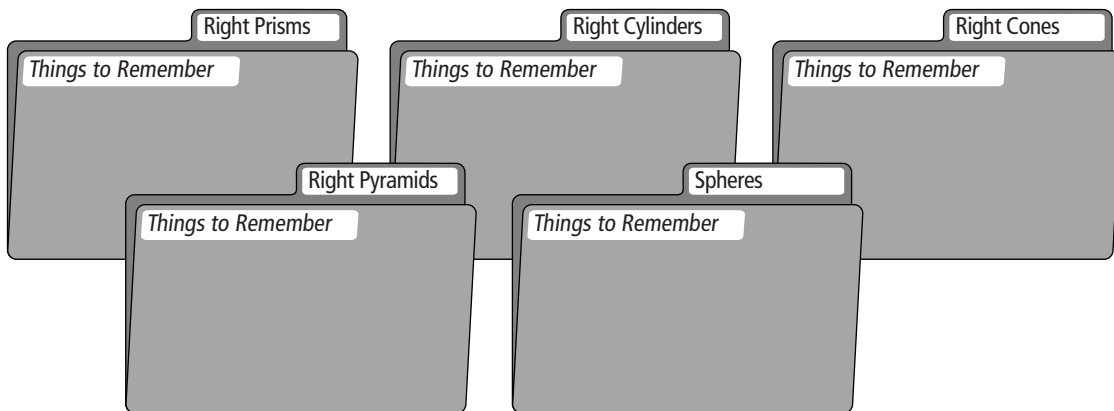 Right Prisms
Things to Remember
Right Cylinders
Things to Remember
Right Cones
Things to Remember
Right Pyramids
Things to Remember
Spheres
Things to Remember